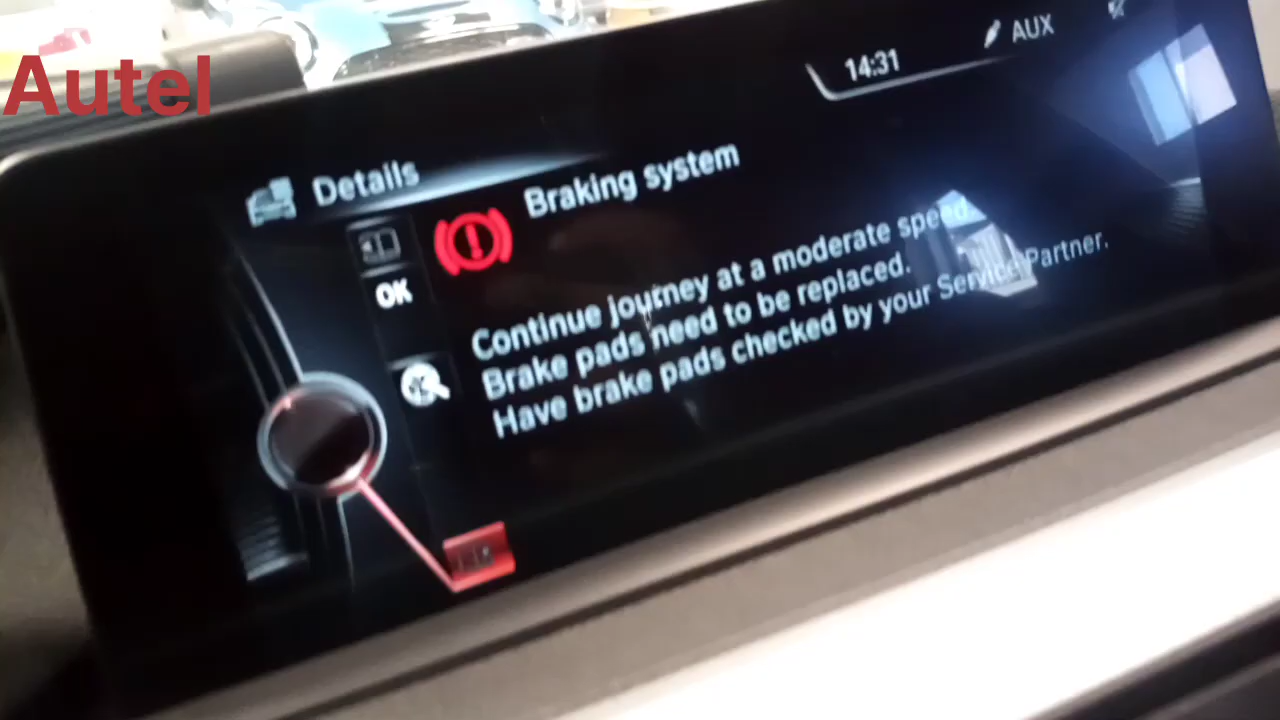 Autel
14:31
AUX
Details
Braking system
OK
Continue journey at a moderate speed.
Brake pads need to be replaced.
Have brake pads checked by your Service Partner.